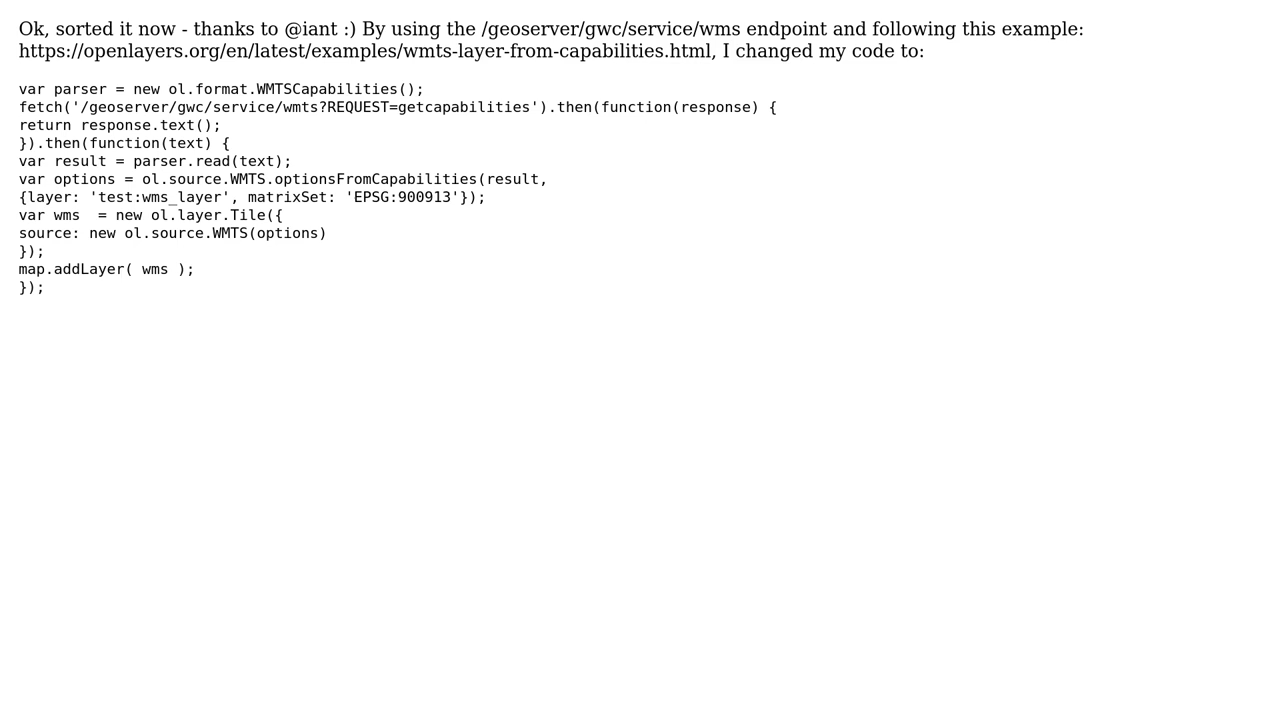 Ok, sorted it now - thanks to @iant :) By using the /geoserver/gwc/service/wms endpoint and following this example:
https://openlayers.org/en/latest/examples/wmts-layer-from-capabilities.html, I changed my code to:
var parser = new ol.format.WMTSCapabilities();
fetch('/geoserver/gwc/service/wmts?REQUEST=getcapabilities').then(function(response) {
return response.text();
}).then(function(text) {
var result = parser.read(text);
var options = ol.source.WMTS.optionsFromCapabilities(result,
{layer: 'test:wms_layer', matrixSet: 'EPSG:900913'});
var wms  = new ol.layer.Tile({
source: new ol.source.WMTS(options)
});
map.addLayer( wms );
});